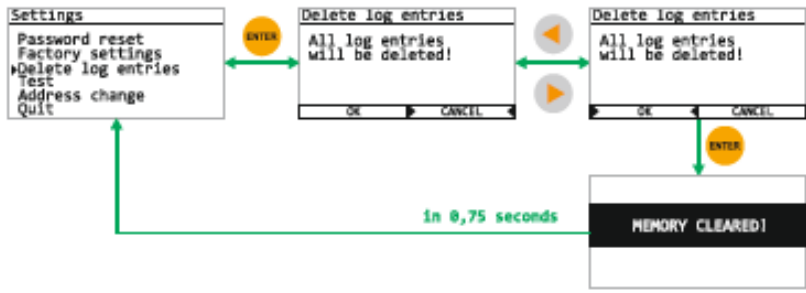 Settings
Password reset
Factory settings
Delete log entries
Test
Address change
Quit
ENTER
Delete log entries
All log entries
will be deleted!
OK CANCEL
Delete log entries
All log entries
will be deleted!
OK CANCEL
ENTER
MEMORY CLEARED!
in 0,75 seconds